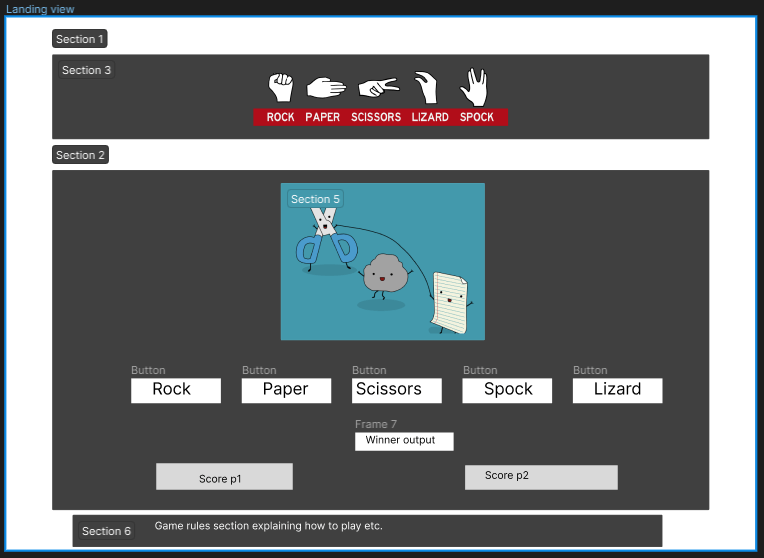 Landing view
Section 1
Section 3
ROCK PAPER SCISSORS LIZARD SPOCK
Section 2
Section 5
Button Button Button Button Button
Rock Paper Scissors Spock Lizard
Frame 7
Winner output
Score p1 Score p2
Section 6 Game rules section explaining how to play etc.